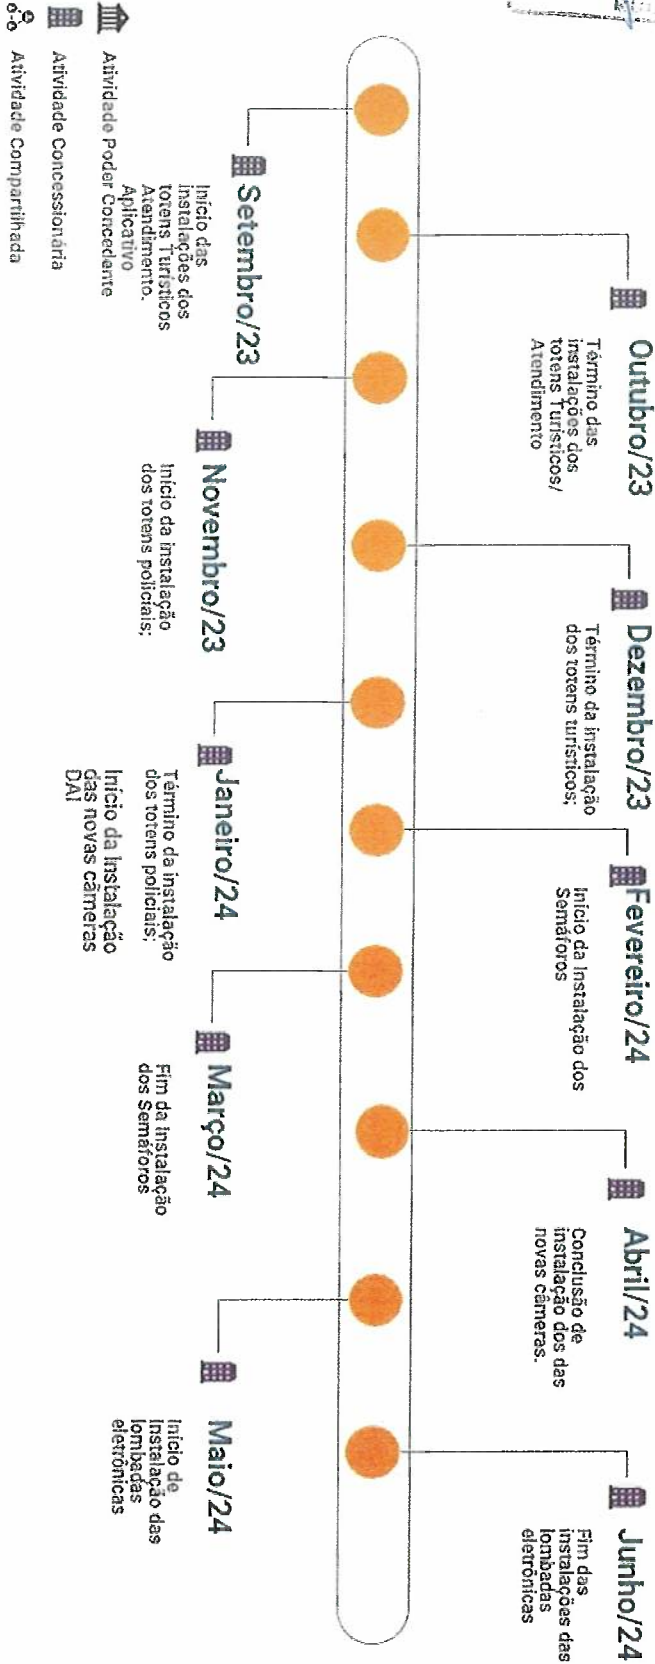 Outubro/23
Término das
instalações dos
totens Turísticos/
Atendimento
Dezembro/23
Término da instalação
dos totens turísticos;
Fevereiro/24
Início da Instalação dos
Semáforos
Abril/24
Conclusão de
instalação dos das
novas câmeras.
Junho/24
Fim das
instalações das
lombadas
eletrônicas
Setembro/23
Início das
instalações dos
totens Turísticos
Atendimento.
Aplicativo
Novembro/23
Início da instalação
dos totens policiais;
Janeiro/24
Término da instalação
dos totens policiais;
Início da Instalação
das novas câmeras
DAI
Março/24
Fim da instalação
dos Semáforos
Maio/24
Início de
instalação das
lombadas
eletrônicas
Atividade Poder Concedente
Atividade Concessionária
Atividade Compartilhada